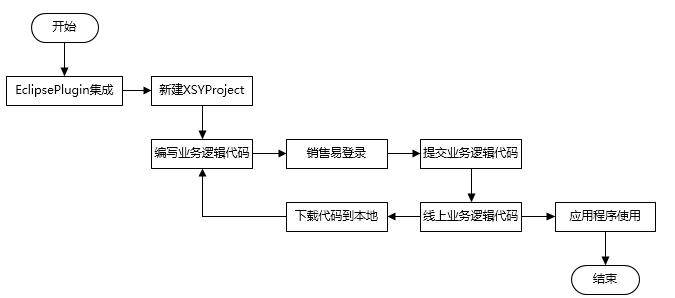 开始
EclipsePlugin集成
新建XSYProject
编写业务逻辑代码
销售易登录
提交业务逻辑代码
下载代码到本地
线上业务逻辑代码
应用程序使用
结束